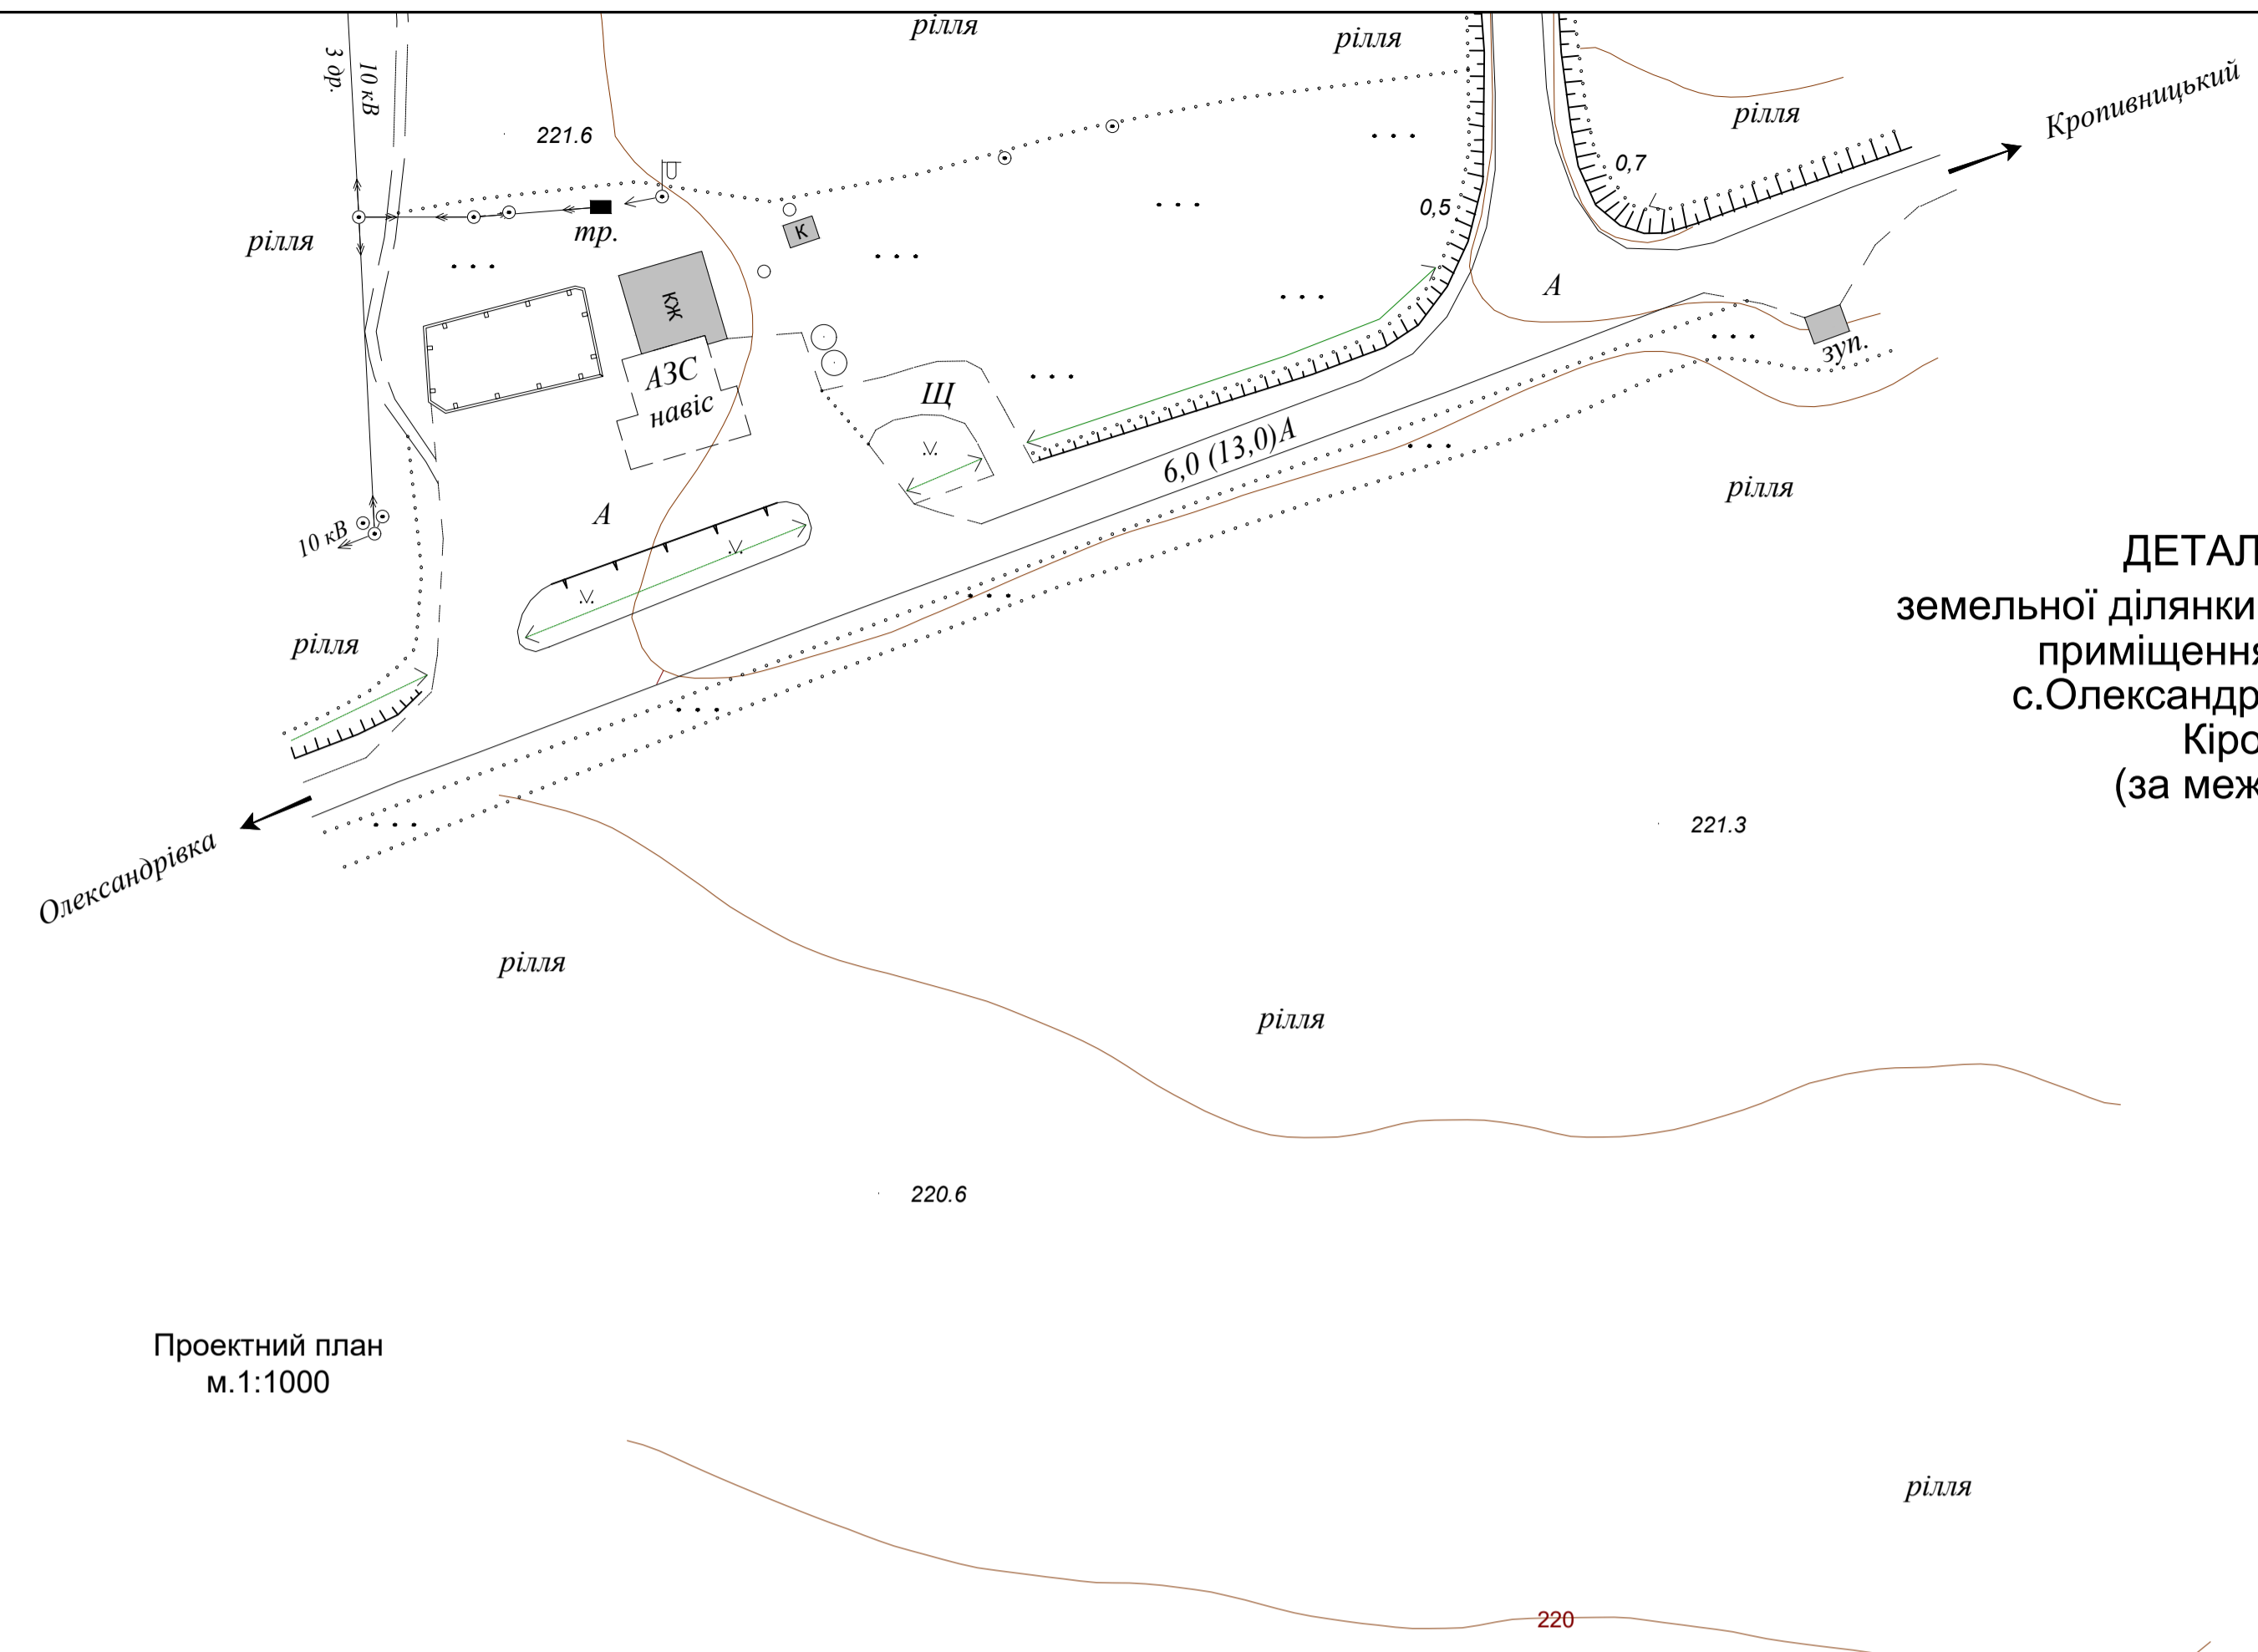 рілля
рілля
3 др.
10 кВ
рілля
Кропивницький
221.6
0,7
0,5
тр.
К
рілля
А
КЖ
зуп.
АЗС
навіс
Щ
6,0 (13,0)А
рілля
А
10 кВ
ДЕТАЛ
земельної ділянки
приміщення
с.Олександр
Кіро
(за меж
рілля
221.3
Олександрівка
рілля
рілля
220.6
Проектний план
м.1:1000
рілля
220